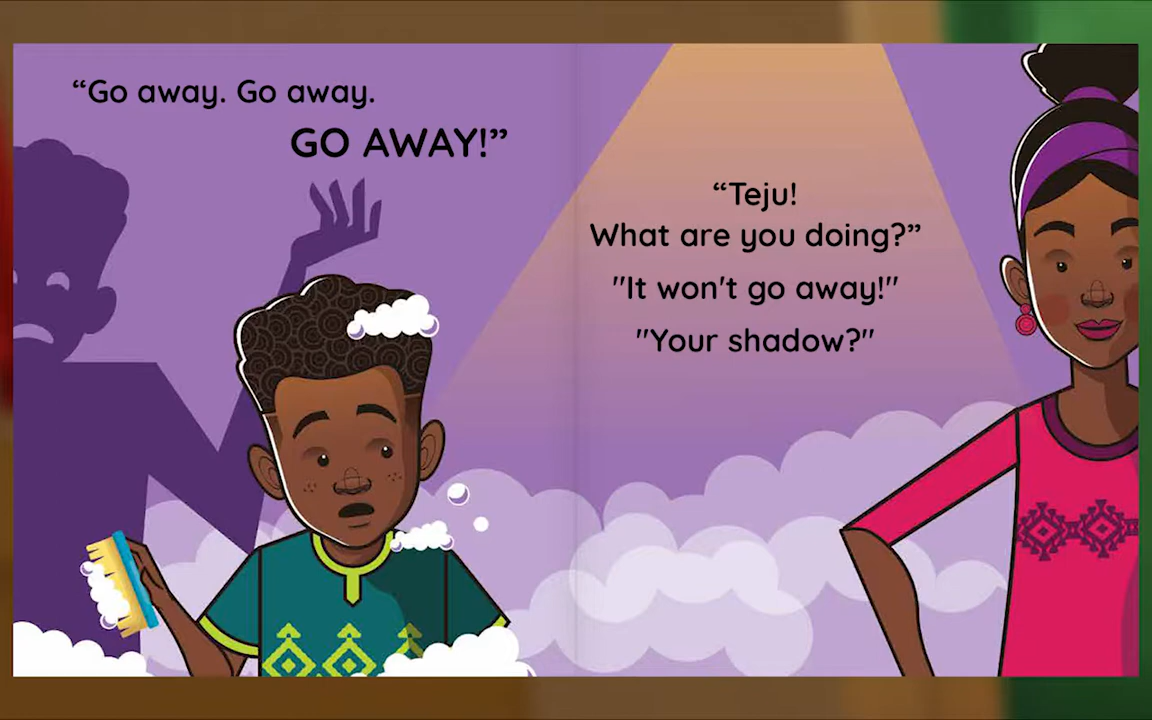 “Go away. Go away.
GO AWAY!”
“Teju!
What are you doing?”
"It won't go away!"
"Your shadow?"